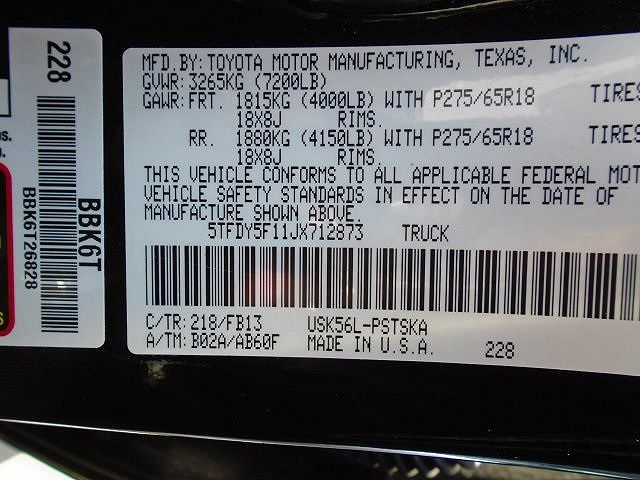 MFD.BY:TOYOTA MOTOR MANUFACTURING, TEXAS, INC.
GVWR:3265KG (7200LB)
GAWR:FRT. 1815KG (4000LB) WITH P275/65R18 TIRES
18X8J RIMS.
RR. 1880KG (4150LB) WITH P275/65R18 TIRES
18X8J RIMS.
THIS VEHICLE CONFORMS TO ALL APPLICABLE FEDERAL MOT
VEHICLE SAFETY STANDARDS IN EFFECT ON THE DATE OF
MANUFACTURE SHOWN ABOVE.
5TFDY5F11JX712873 TRUCK
C/TR:218/FB13 USK56L-PSTSKA
A/TM:B02A/AB60F MADE IN U.S.A. 228
228
BBK6T
BBK6T26828